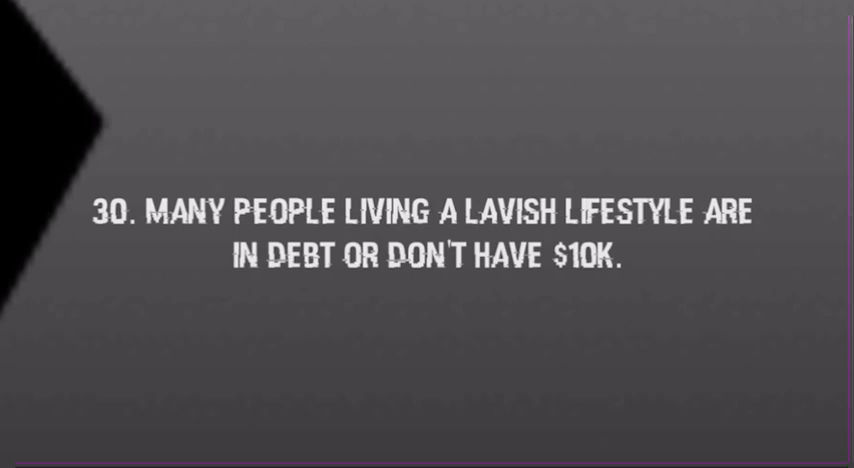 30. MANY PEOPLE LIVING A LAVISH LIFESTYLE ARE
IN DEBT OR DON'T HAVE $10K.